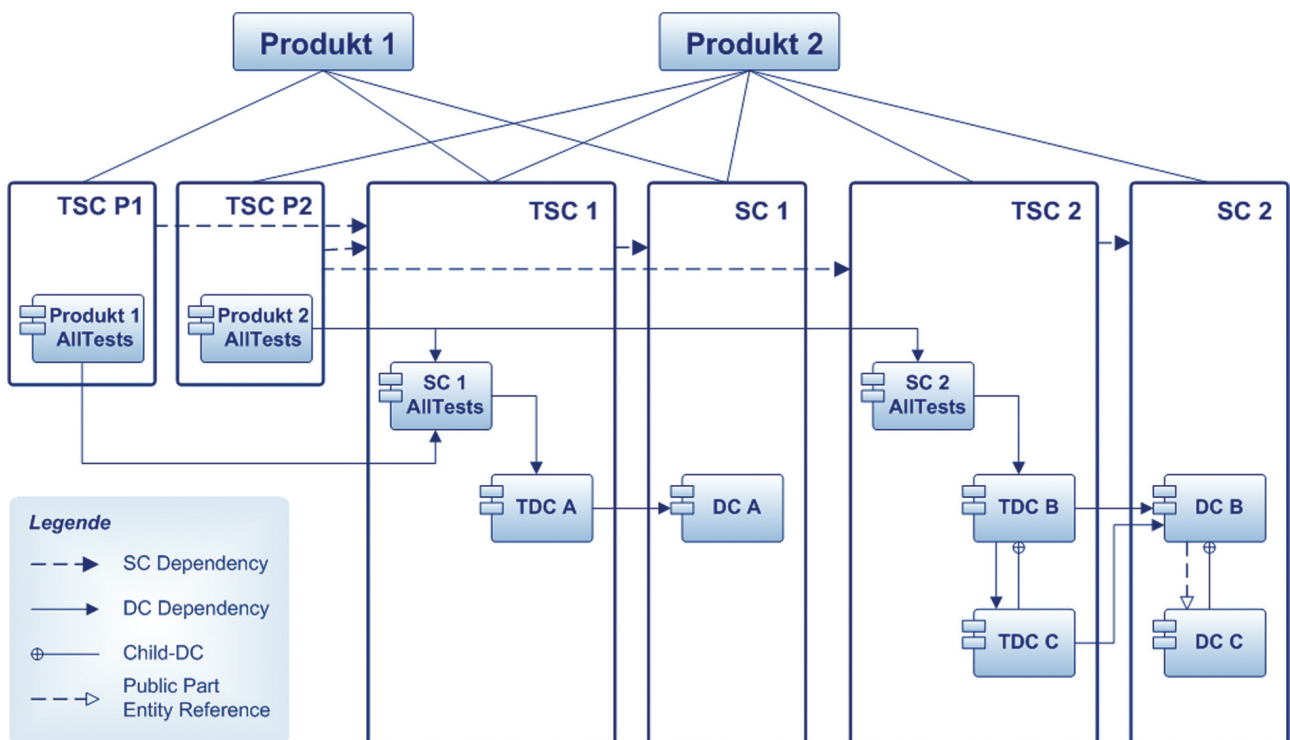 Produkt 1
Produkt 2
TSC P1
TSC P2
TSC 1
SC 1
TSC 2
SC 2
Produkt 1
AllTests
Produkt 2
AllTests
SC 1
AllTests
SC 2
AllTests
TDC A
DC A
TDC B
DC B
TDC C
DC C
Legende
SC Dependency
DC Dependency
Child-DC
Public Part
Entity Reference